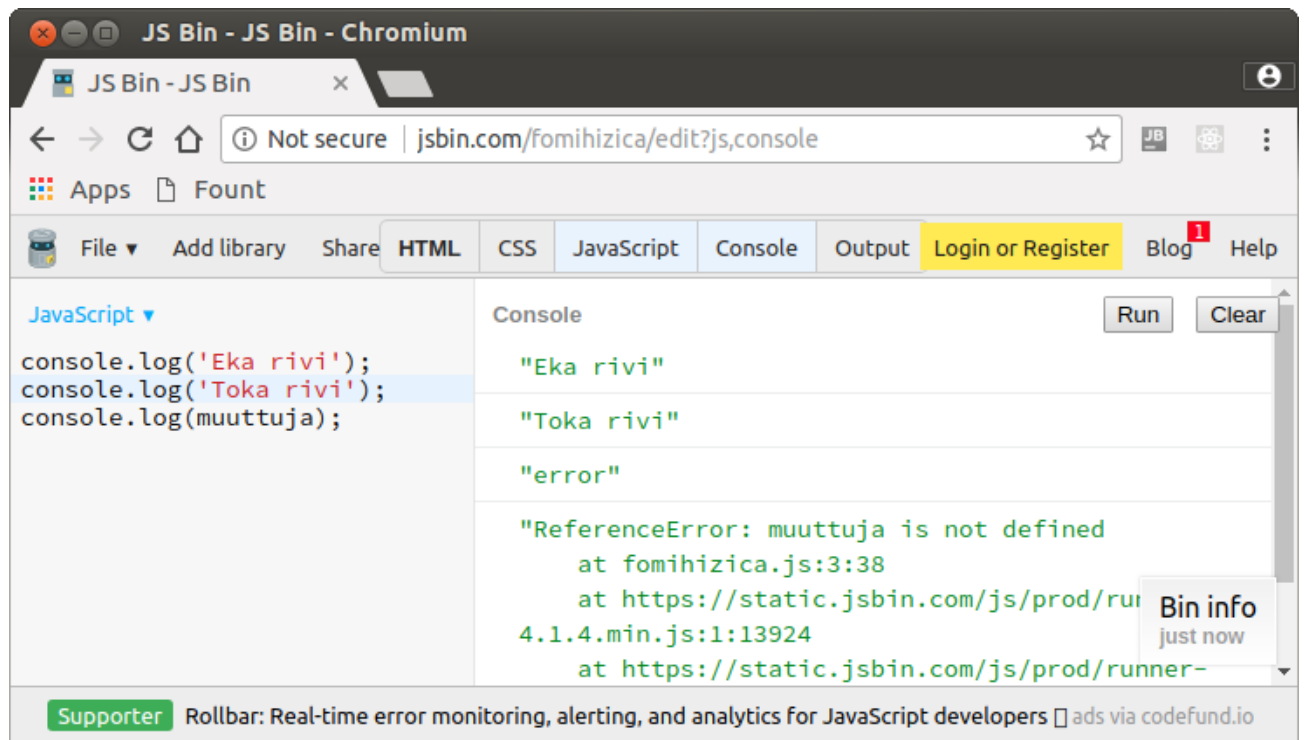 JS Bin - JS Bin - Chromium
JS Bin - JS Bin
Not secure | jsbin.com/fomihizica/edit?js,console
JB
Apps Fount
File ▾ Add library Share HTML CSS JavaScript Console Output Login or Register Blog 1 Help
JavaScript ▾
console.log('Eka rivi');
console.log('Toka rivi');
console.log(muuttuja);
Console Run Clear
"Eka rivi"
"Toka rivi"
"error"
"ReferenceError: muuttuja is not defined
at fomihizica.js:3:38
at https://static.jsbin.com/js/prod/ru
4.1.4.min.js:1:13924
at https://static.jsbin.com/js/prod/runner-
Bin info
just now
Supporter Rollbar: Real-time error monitoring, alerting, and analytics for JavaScript developers ads via codefund.io